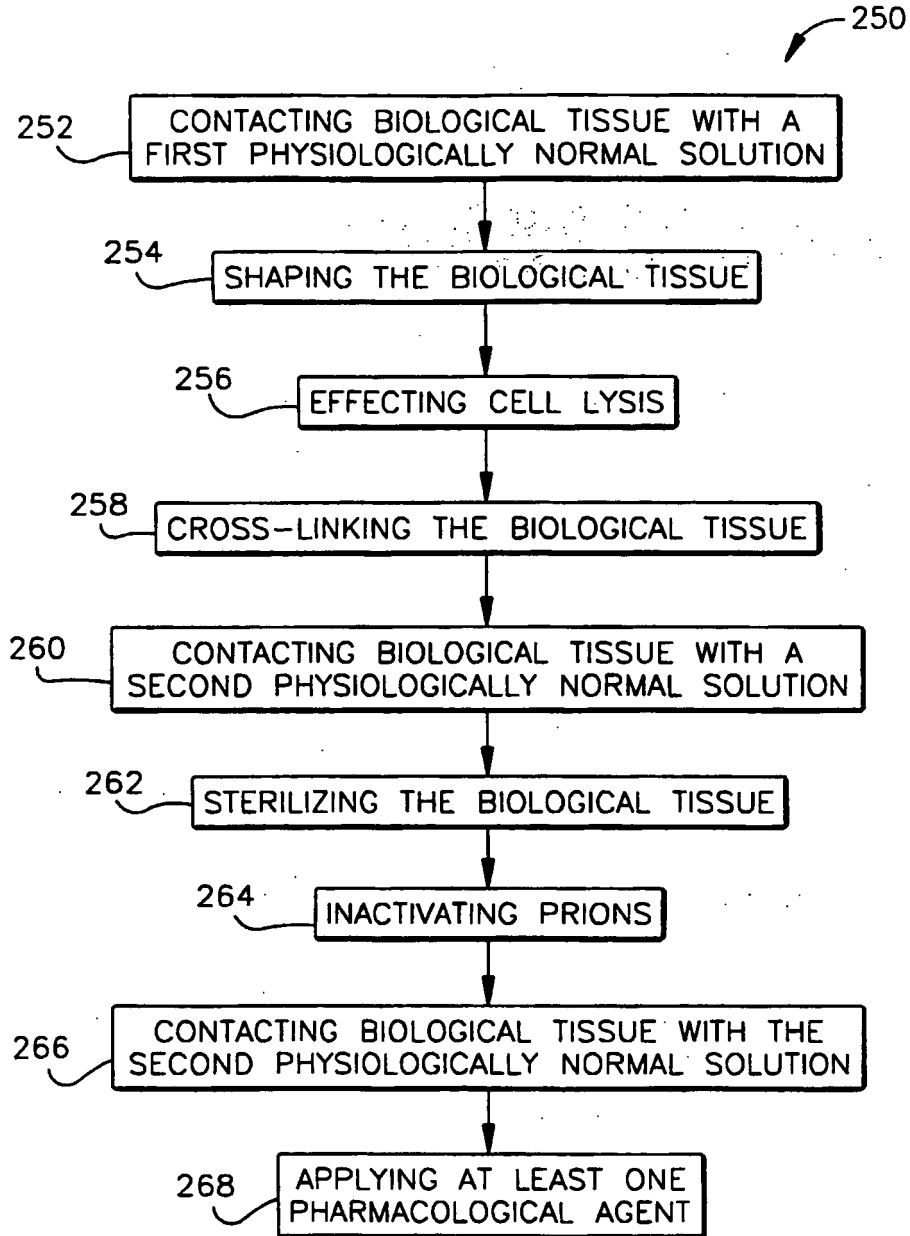 250
252
CONTACTING BIOLOGICAL TISSUE WITH A
FIRST PHYSIOLOGICALLY NORMAL SOLUTION
254
SHAPING THE BIOLOGICAL TISSUE
256
EFFECTING CELL LYSIS
258
CROSS-LINKING THE BIOLOGICAL TISSUE
260
CONTACTING BIOLOGICAL TISSUE WITH A
SECOND PHYSIOLOGICALLY NORMAL SOLUTION
262
STERILIZING THE BIOLOGICAL TISSUE
264
INACTIVATING PRIONS
266
CONTACTING BIOLOGICAL TISSUE WITH THE
SECOND PHYSIOLOGICALLY NORMAL SOLUTION
268
APPLYING AT LEAST ONE
PHARMACOLOGICAL AGENT